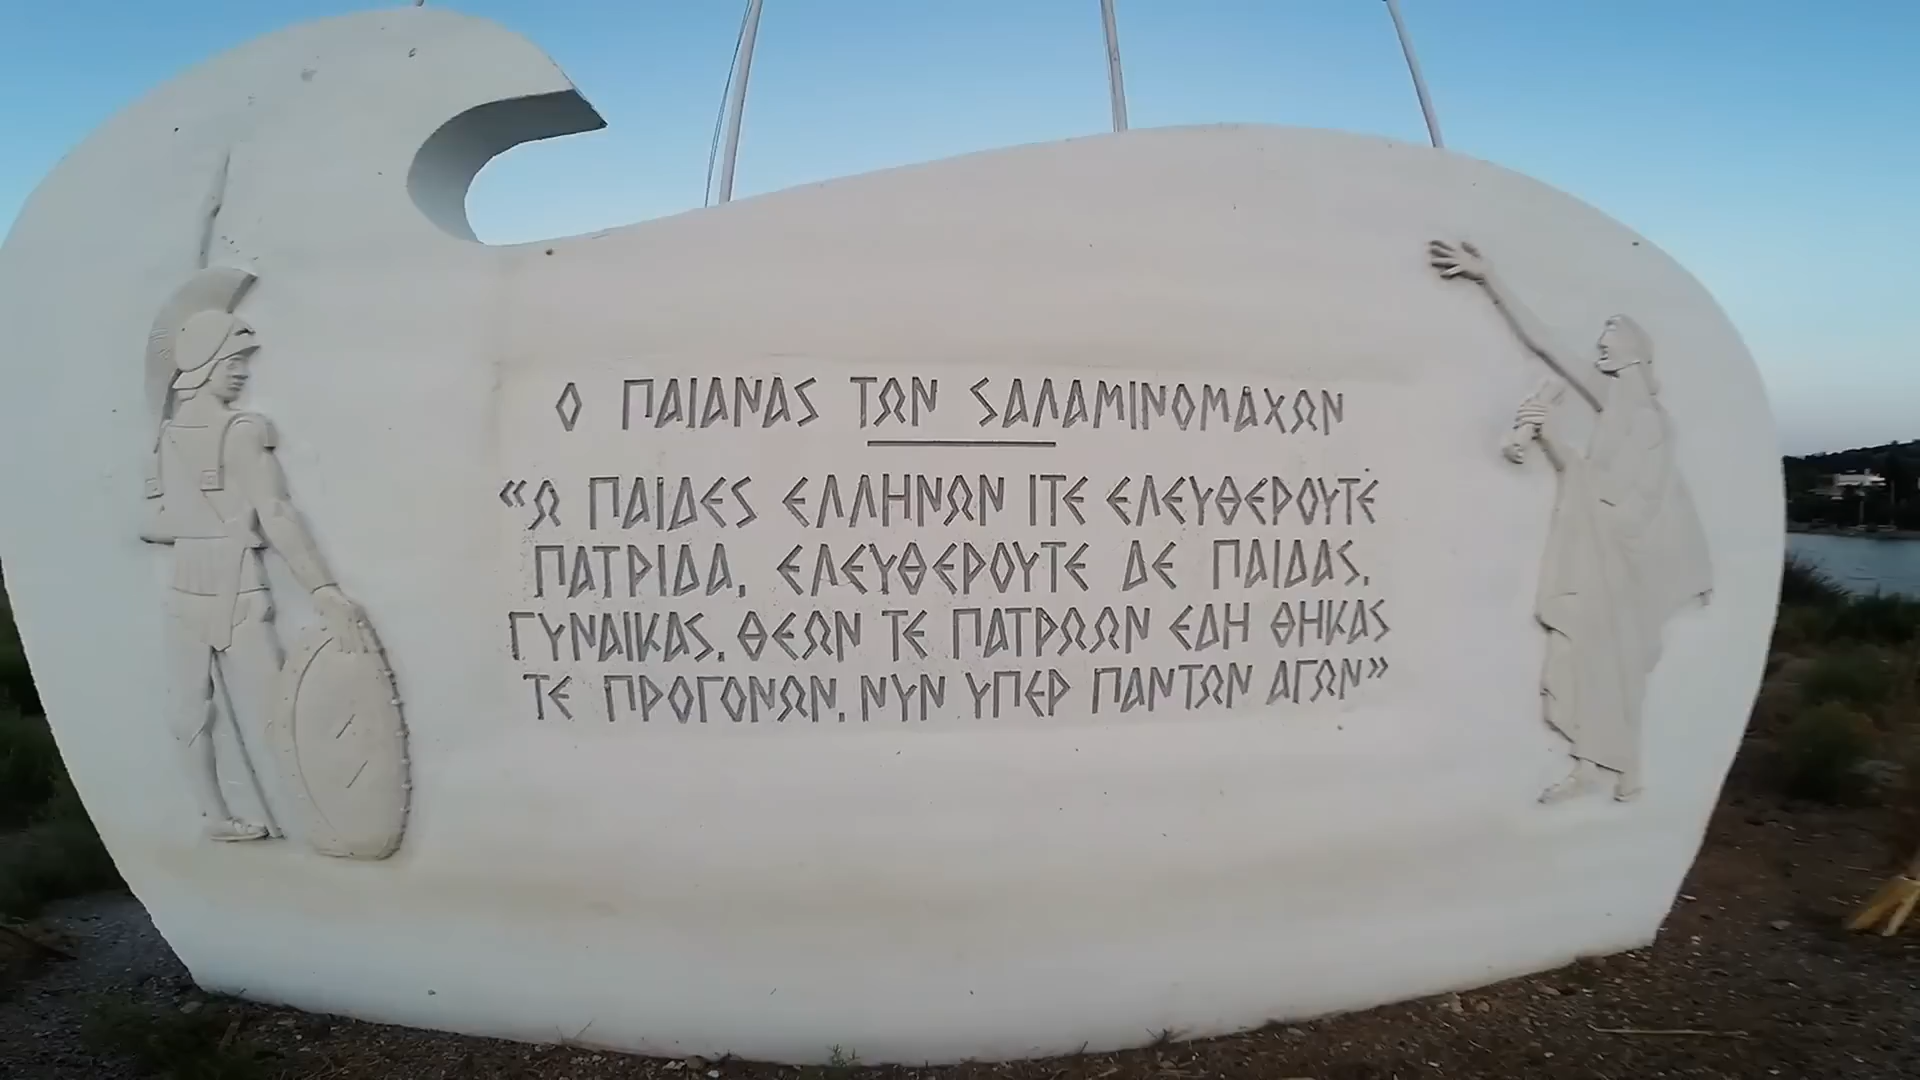 Ο ΠΑΙΑΝΑΣ ΤΩΝ ΣΑΛΑΜΙΝΟΜΑΧΩΝ
«Ω ΠΑΙΔΕΣ ΕΛΛΗΝΩΝ ΙΤΕ ΕΛΕΥΘΕΡΟΥΤΕ
ΠΑΤΡΙΔΑ, ΕΛΕΥΘΕΡΟΥΤΕ ΔΕ ΠΑΙΔΑΣ,
ΓΥΝΑΙΚΑΣ, ΘΕΩΝ ΤΕ ΠΑΤΡΩΩΝ ΕΔΗ ΘΗΚΑΣ
ΤΕ ΠΡΟΓΟΝΩΝ, ΝΥΝ ΥΠΕΡ ΠΑΝΤΩΝ ΑΓΩΝ»